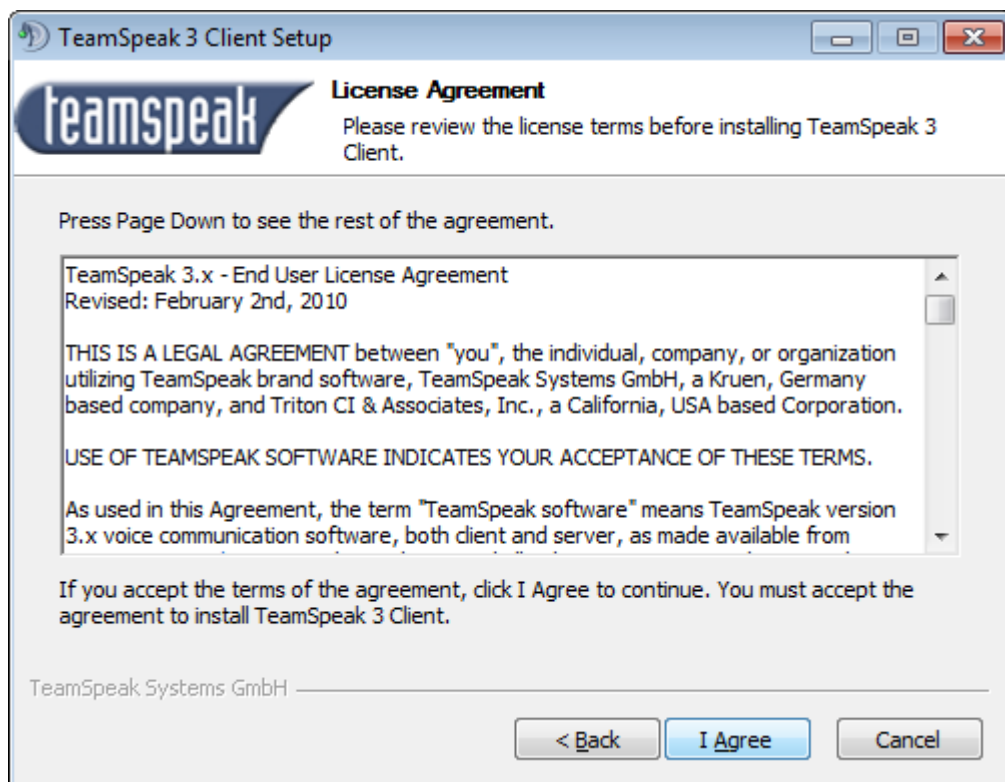 TeamSpeak 3 Client Setup
teamspeak
License Agreement
Please review the license terms before installing TeamSpeak 3
Client.
Press Page Down to see the rest of the agreement.
TeamSpeak 3.x - End User License Agreement
Revised: February 2nd, 2010
THIS IS A LEGAL AGREEMENT between "you", the individual, company, or organization
utilizing TeamSpeak brand software, TeamSpeak Systems GmbH, a Kruen, Germany
based company, and Triton CI & Associates, Inc., a California, USA based Corporation.
USE OF TEAMSPEAK SOFTWARE INDICATES YOUR ACCEPTANCE OF THESE TERMS.
As used in this Agreement, the term "TeamSpeak software" means TeamSpeak version
3.x voice communication software, both client and server, as made available from
If you accept the terms of the agreement, click I Agree to continue. You must accept the
agreement to install TeamSpeak 3 Client.
TeamSpeak Systems GmbH
< Back
I Agree
Cancel